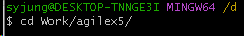 syjung@DESKTOP-TNNGE3I MINGW64 /d
$ cd Work/agilex5/